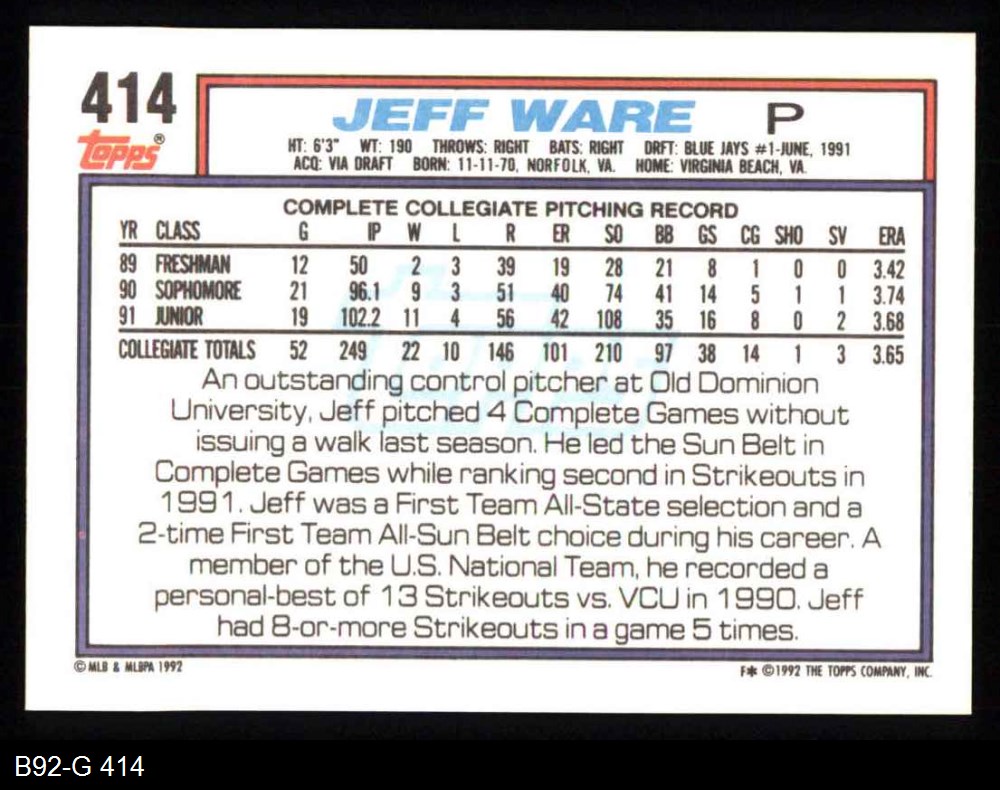 414
Topps®
JEFF WARE P
HT: 6'3" WT: 190 THROWS: RIGHT BATS: RIGHT DRFT: BLUE JAYS #1-JUNE, 1991
ACQ: VIA DRAFT BORN: 11-11-70, NORFOLK, VA. HOME: VIRGINIA BEACH, VA.
COMPLETE COLLEGIATE PITCHING RECORD
YR CLASS G IP W L R ER SO BB GS CG SHO SV ERA
89 FRESHMAN 12 50 2 3 39 19 28 21 8 1 0 0 3.42
90 SOPHOMORE 21 96.1 9 3 51 40 74 41 14 5 1 1 3.74
91 JUNIOR 19 102.2 11 4 56 42 108 35 16 8 0 2 3.68
COLLEGIATE TOTALS 52 249 22 10 146 101 210 97 38 14 1 3 3.65
An outstanding control pitcher at Old Dominion
University, Jeff pitched 4 Complete Games without
issuing a walk last season. He led the Sun Belt in
Complete Games while ranking second in Strikeouts in
1991. Jeff was a First Team All-State selection and a
2-time First Team All-Sun Belt choice during his career. A
member of the U.S. National Team, he recorded a
personal-best of 13 Strikeouts vs. VCU in 1990. Jeff
had 8-or-more Strikeouts in a game 5 times.
© MLB & MLBPA 1992
F✱ ©1992 THE TOPPS COMPANY, INC.
B92-G 414